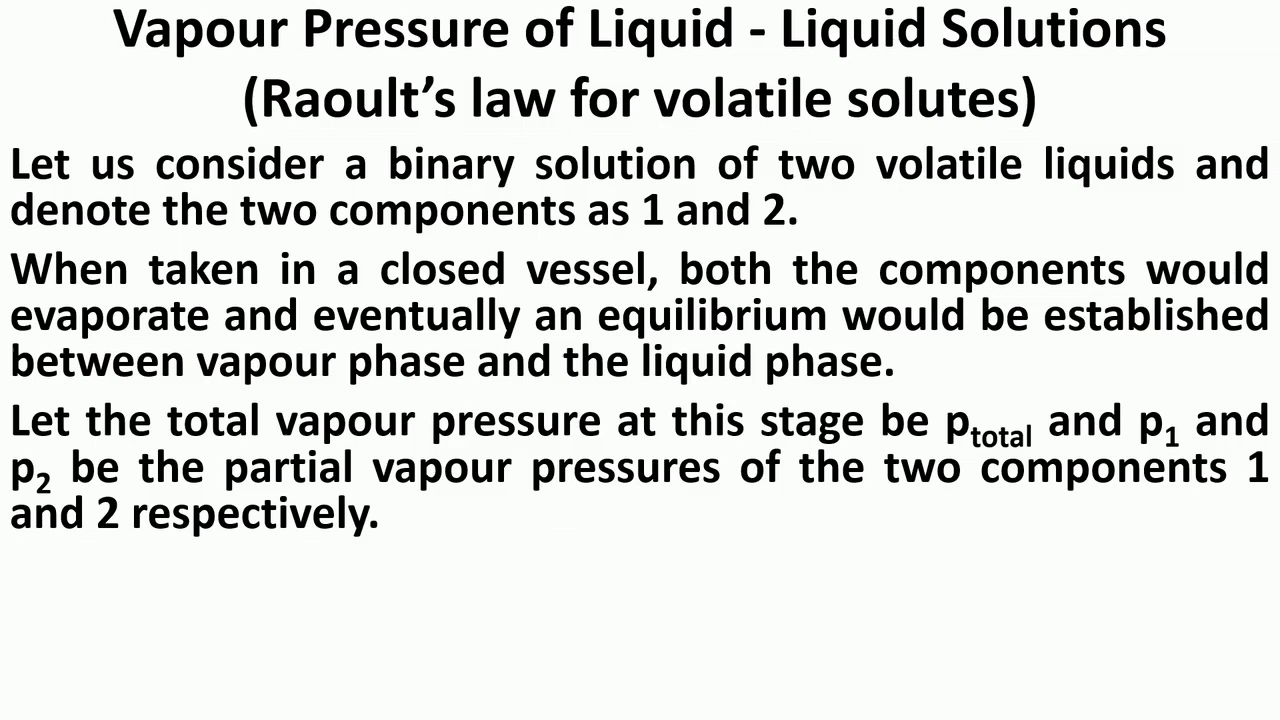 Vapour Pressure of Liquid - Liquid Solutions
(Raoult’s law for volatile solutes)
Let us consider a binary solution of two volatile liquids and
denote the two components as 1 and 2.
When taken in a closed vessel, both the components would
evaporate and eventually an equilibrium would be established
between vapour phase and the liquid phase.
Let the total vapour pressure at this stage be p_total and p_1 and
p_2 be the partial vapour pressures of the two components 1
and 2 respectively.